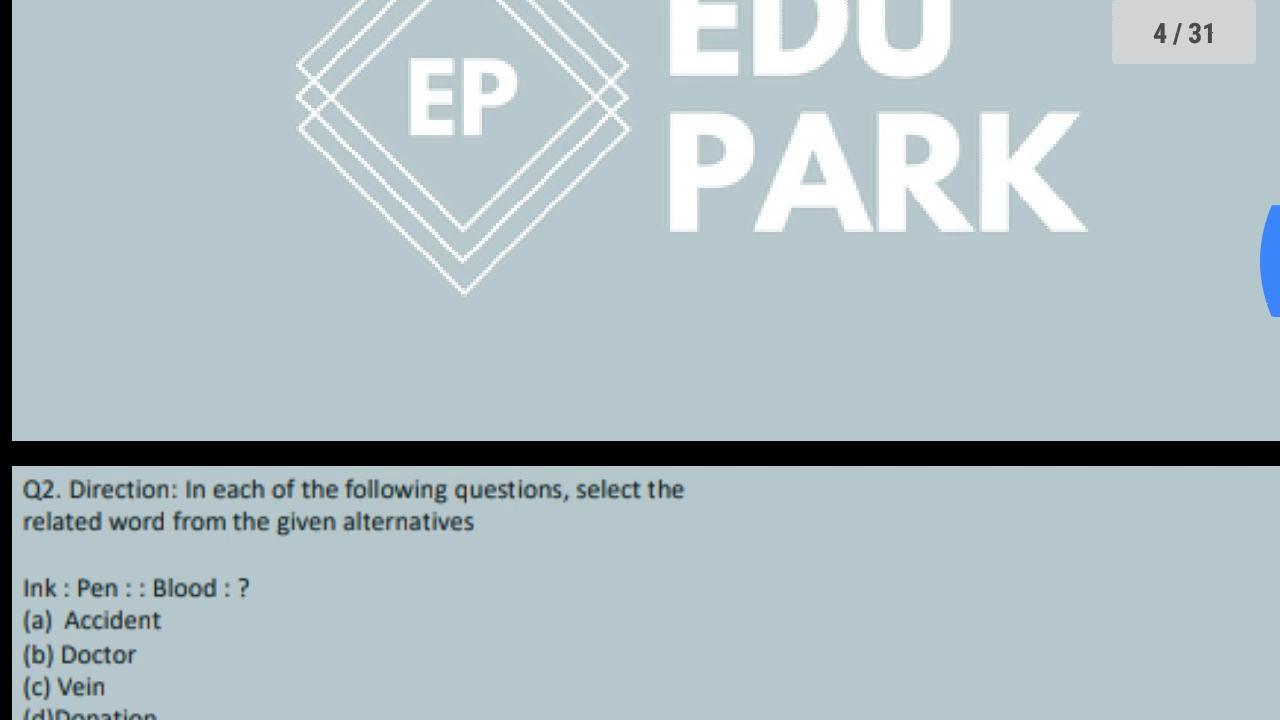 EDU
4 / 31
EP
PARK
Q2. Direction: In each of the following questions, select the
related word from the given alternatives
Ink : Pen : : Blood : ?
(a) Accident
(b) Doctor
(c) Vein
(d)Donation